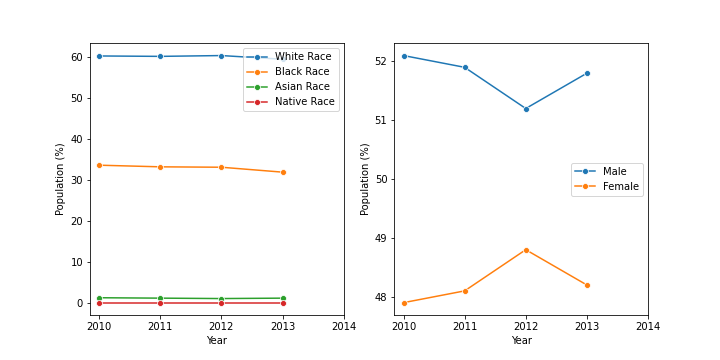 60
50
40
30
20
10
0
Population (%)
2010 2011 2012 2013 2014
Year
White Race
Black Race
Asian Race
Native Race
52
51
50
49
48
Population (%)
2010 2011 2012 2013 2014
Year
Male
Female